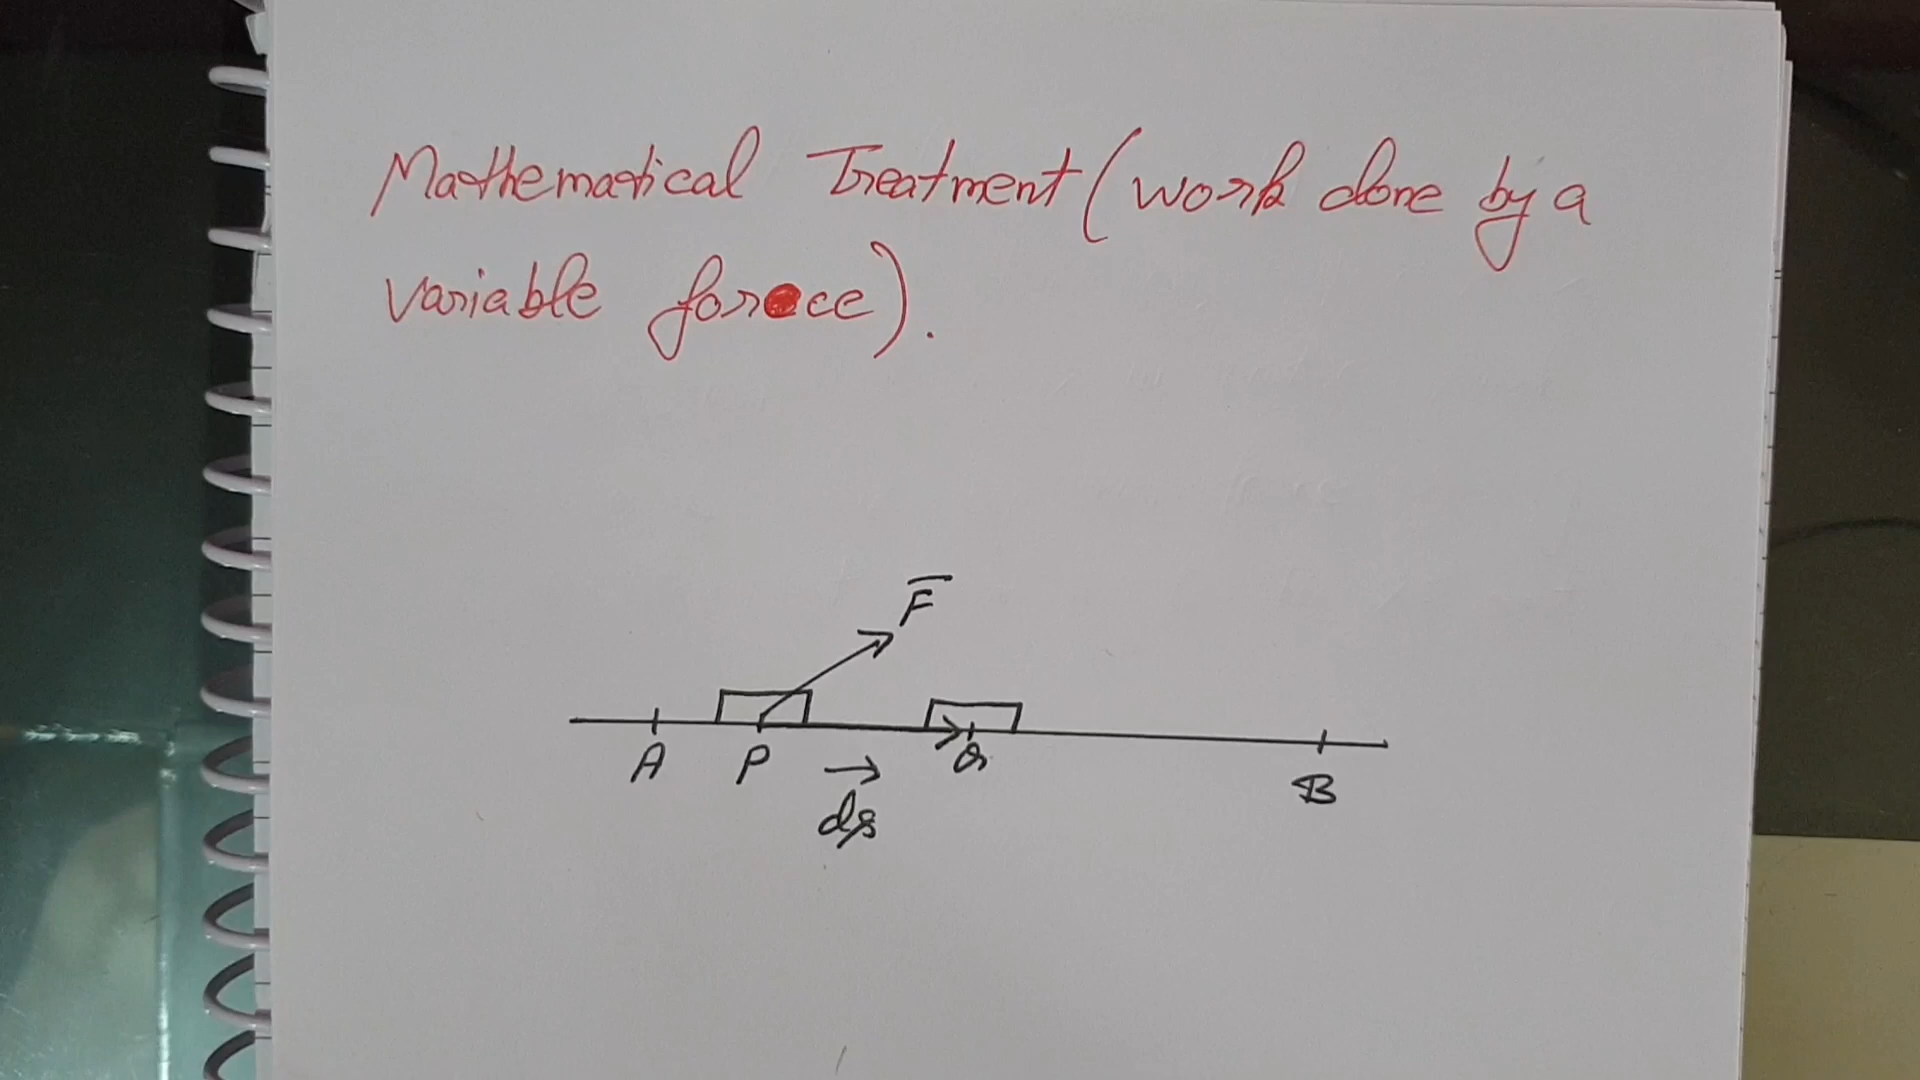 Mathematical Treatment (work done by a
variable force).
F
A P Q B
ds